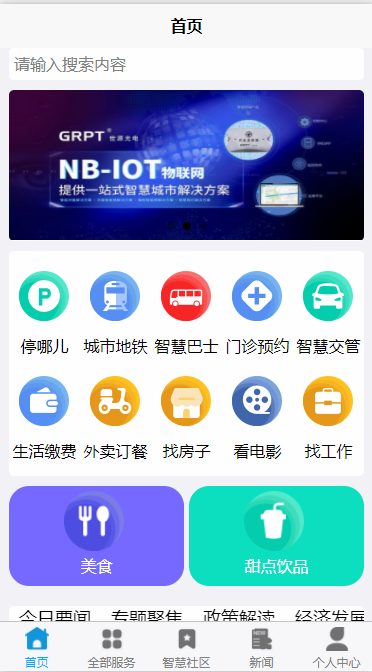 首页
请输入搜索内容
GRPT® 世源光电
NB-IOT物联网
提供一站式智慧城市解决方案
停哪儿 城市地铁 智慧巴士 门诊预约 智慧交管
生活缴费 外卖订餐 找房子 看电影 找工作
美食 甜点饮品
今日要闻 专题聚焦 政策解读 经济发展
首页 全部服务 智慧社区 新闻 个人中心